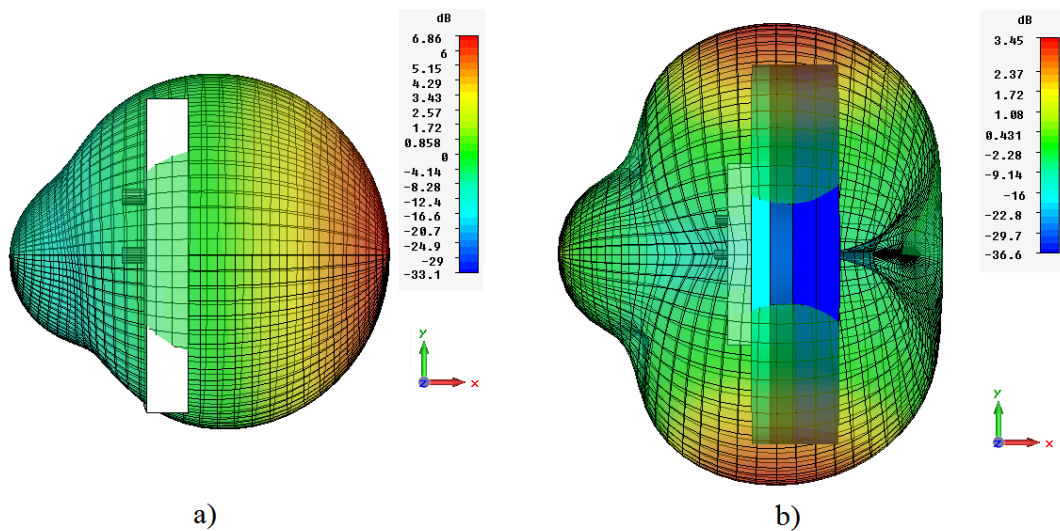 dB
6.86
6
5.15
4.29
3.43
2.57
1.72
0.858
0
-4.14
-8.28
-12.4
-16.6
-20.7
-24.9
-29
-33.1
y
z
x
a)
dB
3.45
2.37
1.72
1.08
0.431
-2.28
-9.14
-16
-22.8
-29.7
-36.6
y
z
x
b)